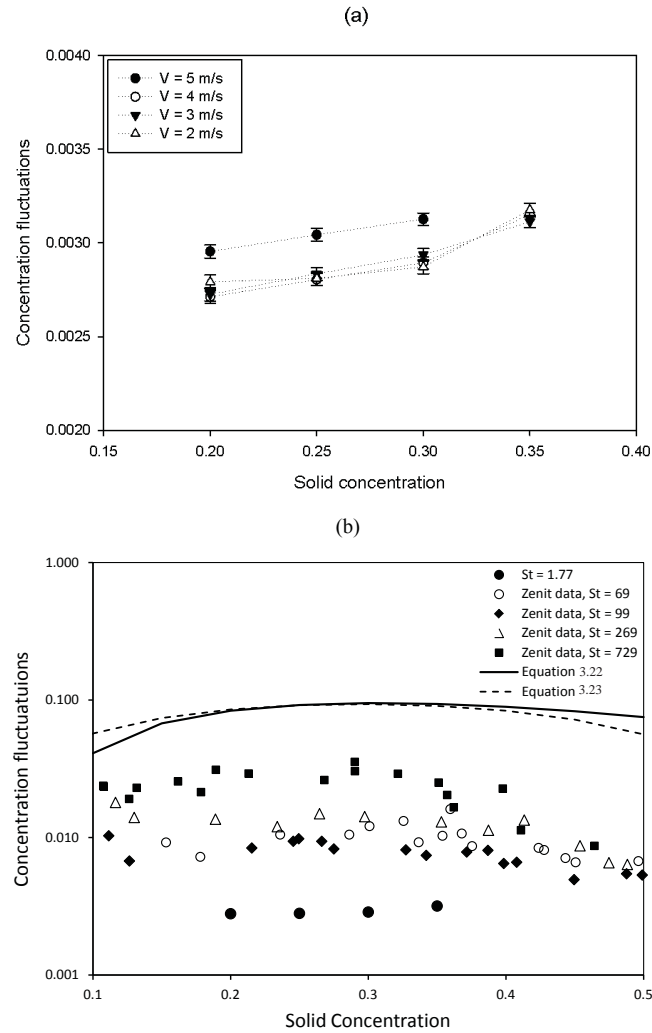 (a)
0.0040
0.0035
0.0030
0.0025
0.0020
Concentration fluctuations
V = 5 m/s
V = 4 m/s
V = 3 m/s
V = 2 m/s
0.15 0.20 0.25 0.30 0.35 0.40
Solid concentration
(b)
1.000
0.100
0.010
0.001
Concentration fluctuatuions
St = 1.77
Zenit data, St = 69
Zenit data, St = 99
Zenit data, St = 269
Zenit data, St = 729
Equation 3.22
Equation 3.23
0.1 0.2 0.3 0.4 0.5
Solid Concentration